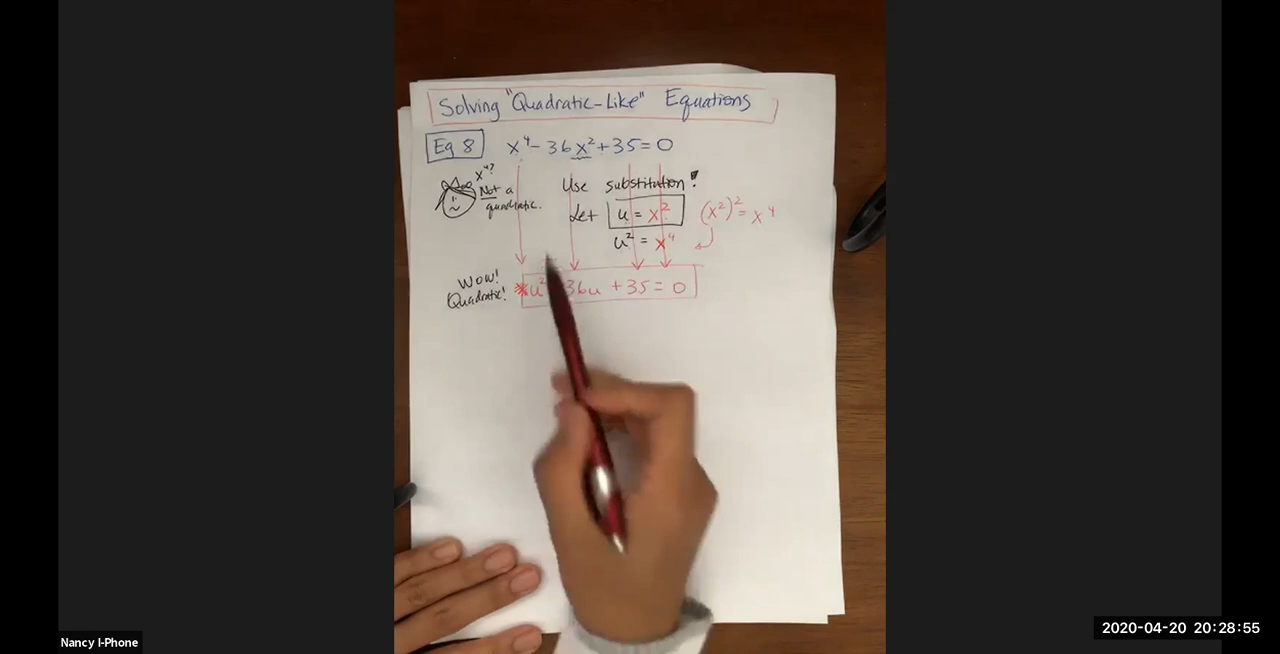 Solving "Quadratic-Like" Equations
Eg 8 x⁴ - 36x² + 35 = 0
x⁴?
Not a
quadratic.
Use substitution!
Let u = x² (x²)² = x⁴
u² = x⁴
Wow!
Quadratic!
* u² 36u + 35 = 0
Nancy I-Phone
2020-04-20 20:28:55